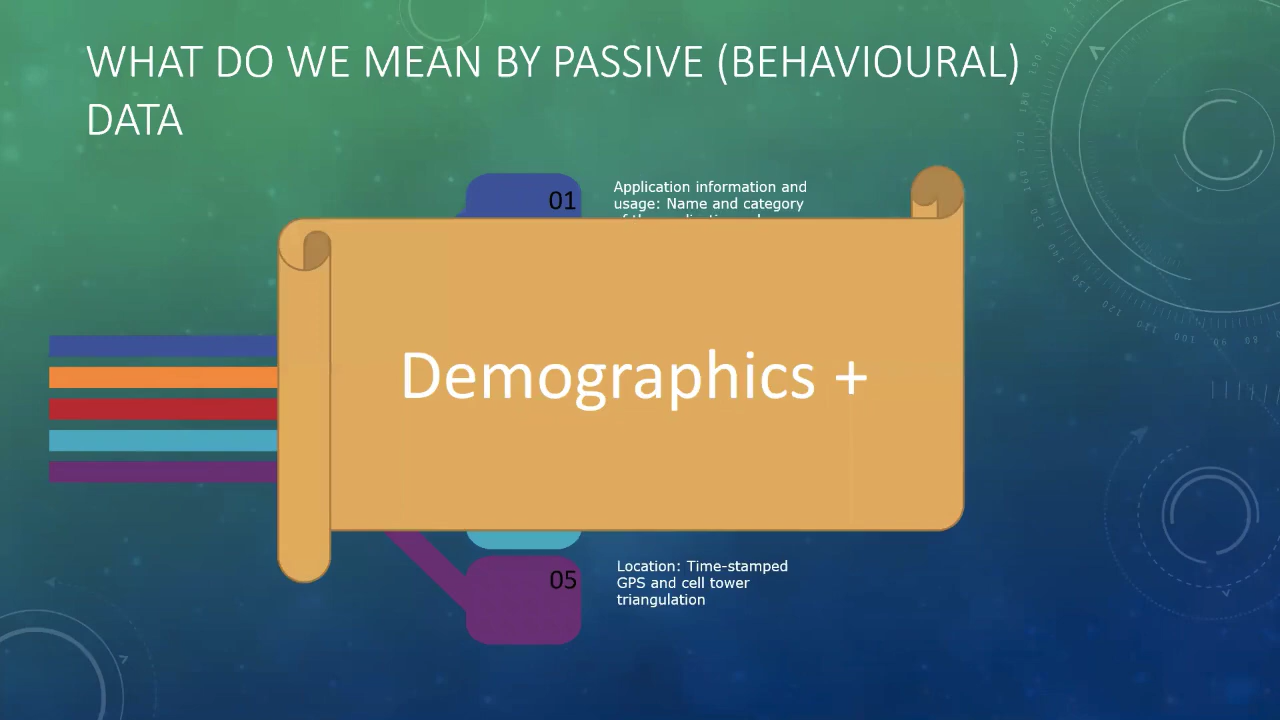 WHAT DO WE MEAN BY PASSIVE (BEHAVIOURAL)
DATA
01
Application information and
usage: Name and category
Demographics +
05
Location: Time-stamped
GPS and cell tower
triangulation